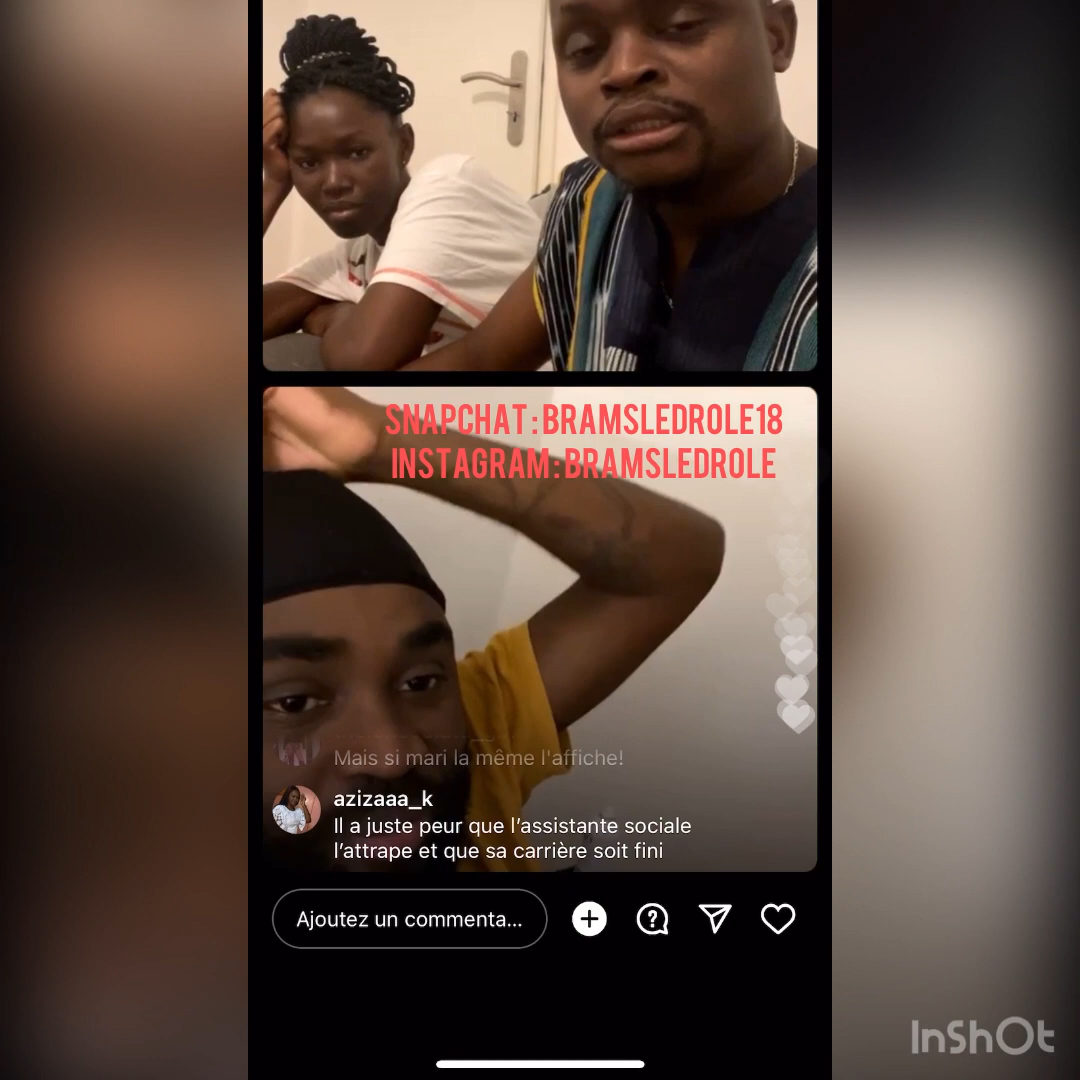 SNAPCHAT : BRAMSLEDROLE18
INSTAGRAM : BRAMSLEDROLE
Mais si mari la même l'affiche!
azizaaa_k
Il a juste peur que l’assistante sociale
l’attrape et que sa carrière soit fini
Ajoutez un commenta...
InShOt